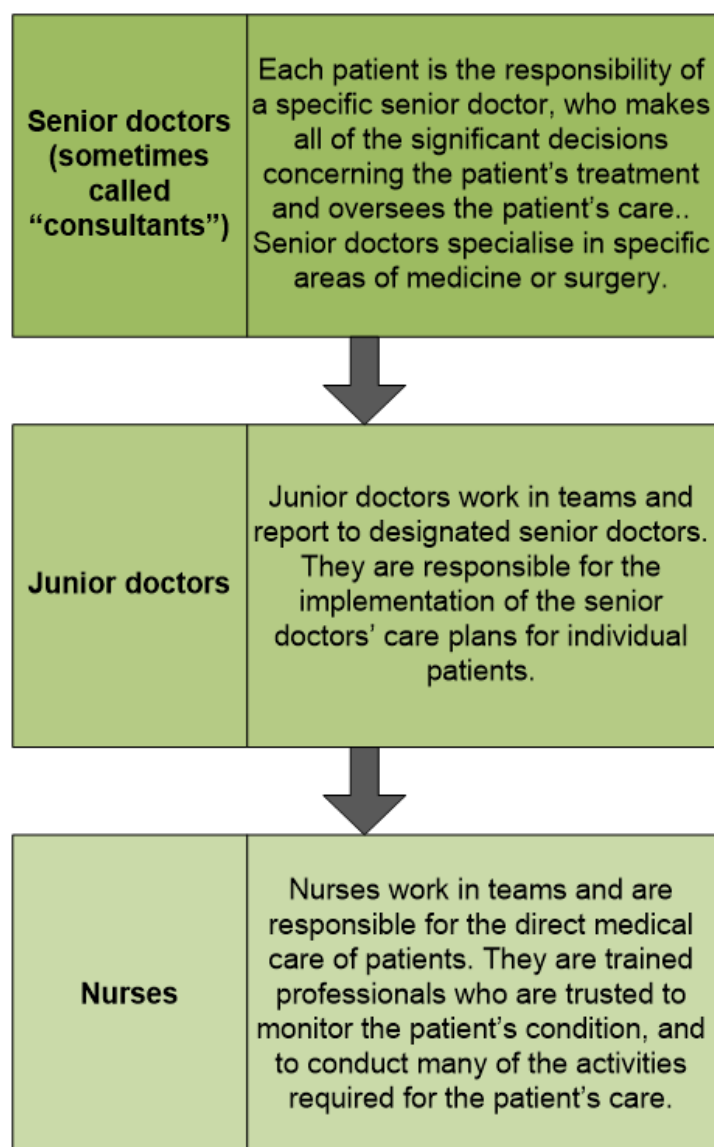 Senior doctors
(sometimes
called
“consultants”)
Each patient is the responsibility of
a specific senior doctor, who makes
all of the significant decisions
concerning the patient’s treatment
and oversees the patient’s care..
Senior doctors specialise in specific
areas of medicine or surgery.
Junior doctors
Junior doctors work in teams and
report to designated senior doctors.
They are responsible for the
implementation of the senior
doctors’ care plans for individual
patients.
Nurses
Nurses work in teams and are
responsible for the direct medical
care of patients. They are trained
professionals who are trusted to
monitor the patient’s condition, and
to conduct many of the activities
required for the patient’s care.